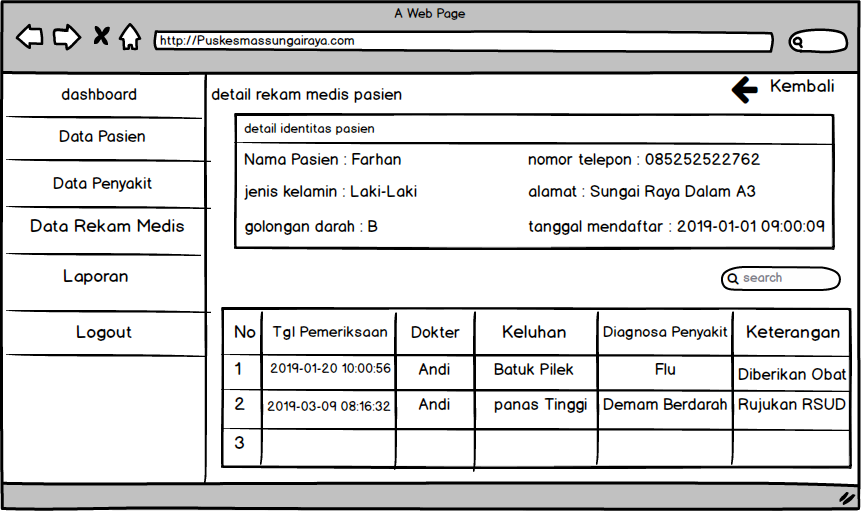 A Web Page
http://Puskesmassungairaya.com
dashboard
Data Pasien
Data Penyakit
Data Rekam Medis
Laporan
Logout
detail rekam medis pasien
Kembali
detail identitas pasien
Nama Pasien : Farhan nomor telepon : 085252522762
jenis kelamin : Laki-Laki alamat : Sungai Raya Dalam A3
golongan darah : B tanggal mendaftar : 2019-01-01 09:00:09
search
No Tgl Pemeriksaan Dokter Keluhan Diagnosa Penyakit Keterangan
1 2019-01-20 10:00:56 Andi Batuk Pilek Flu Diberikan Obat
2 2019-03-09 08:16:32 Andi panas Tinggi Demam Berdarah Rujukan RSUD
3